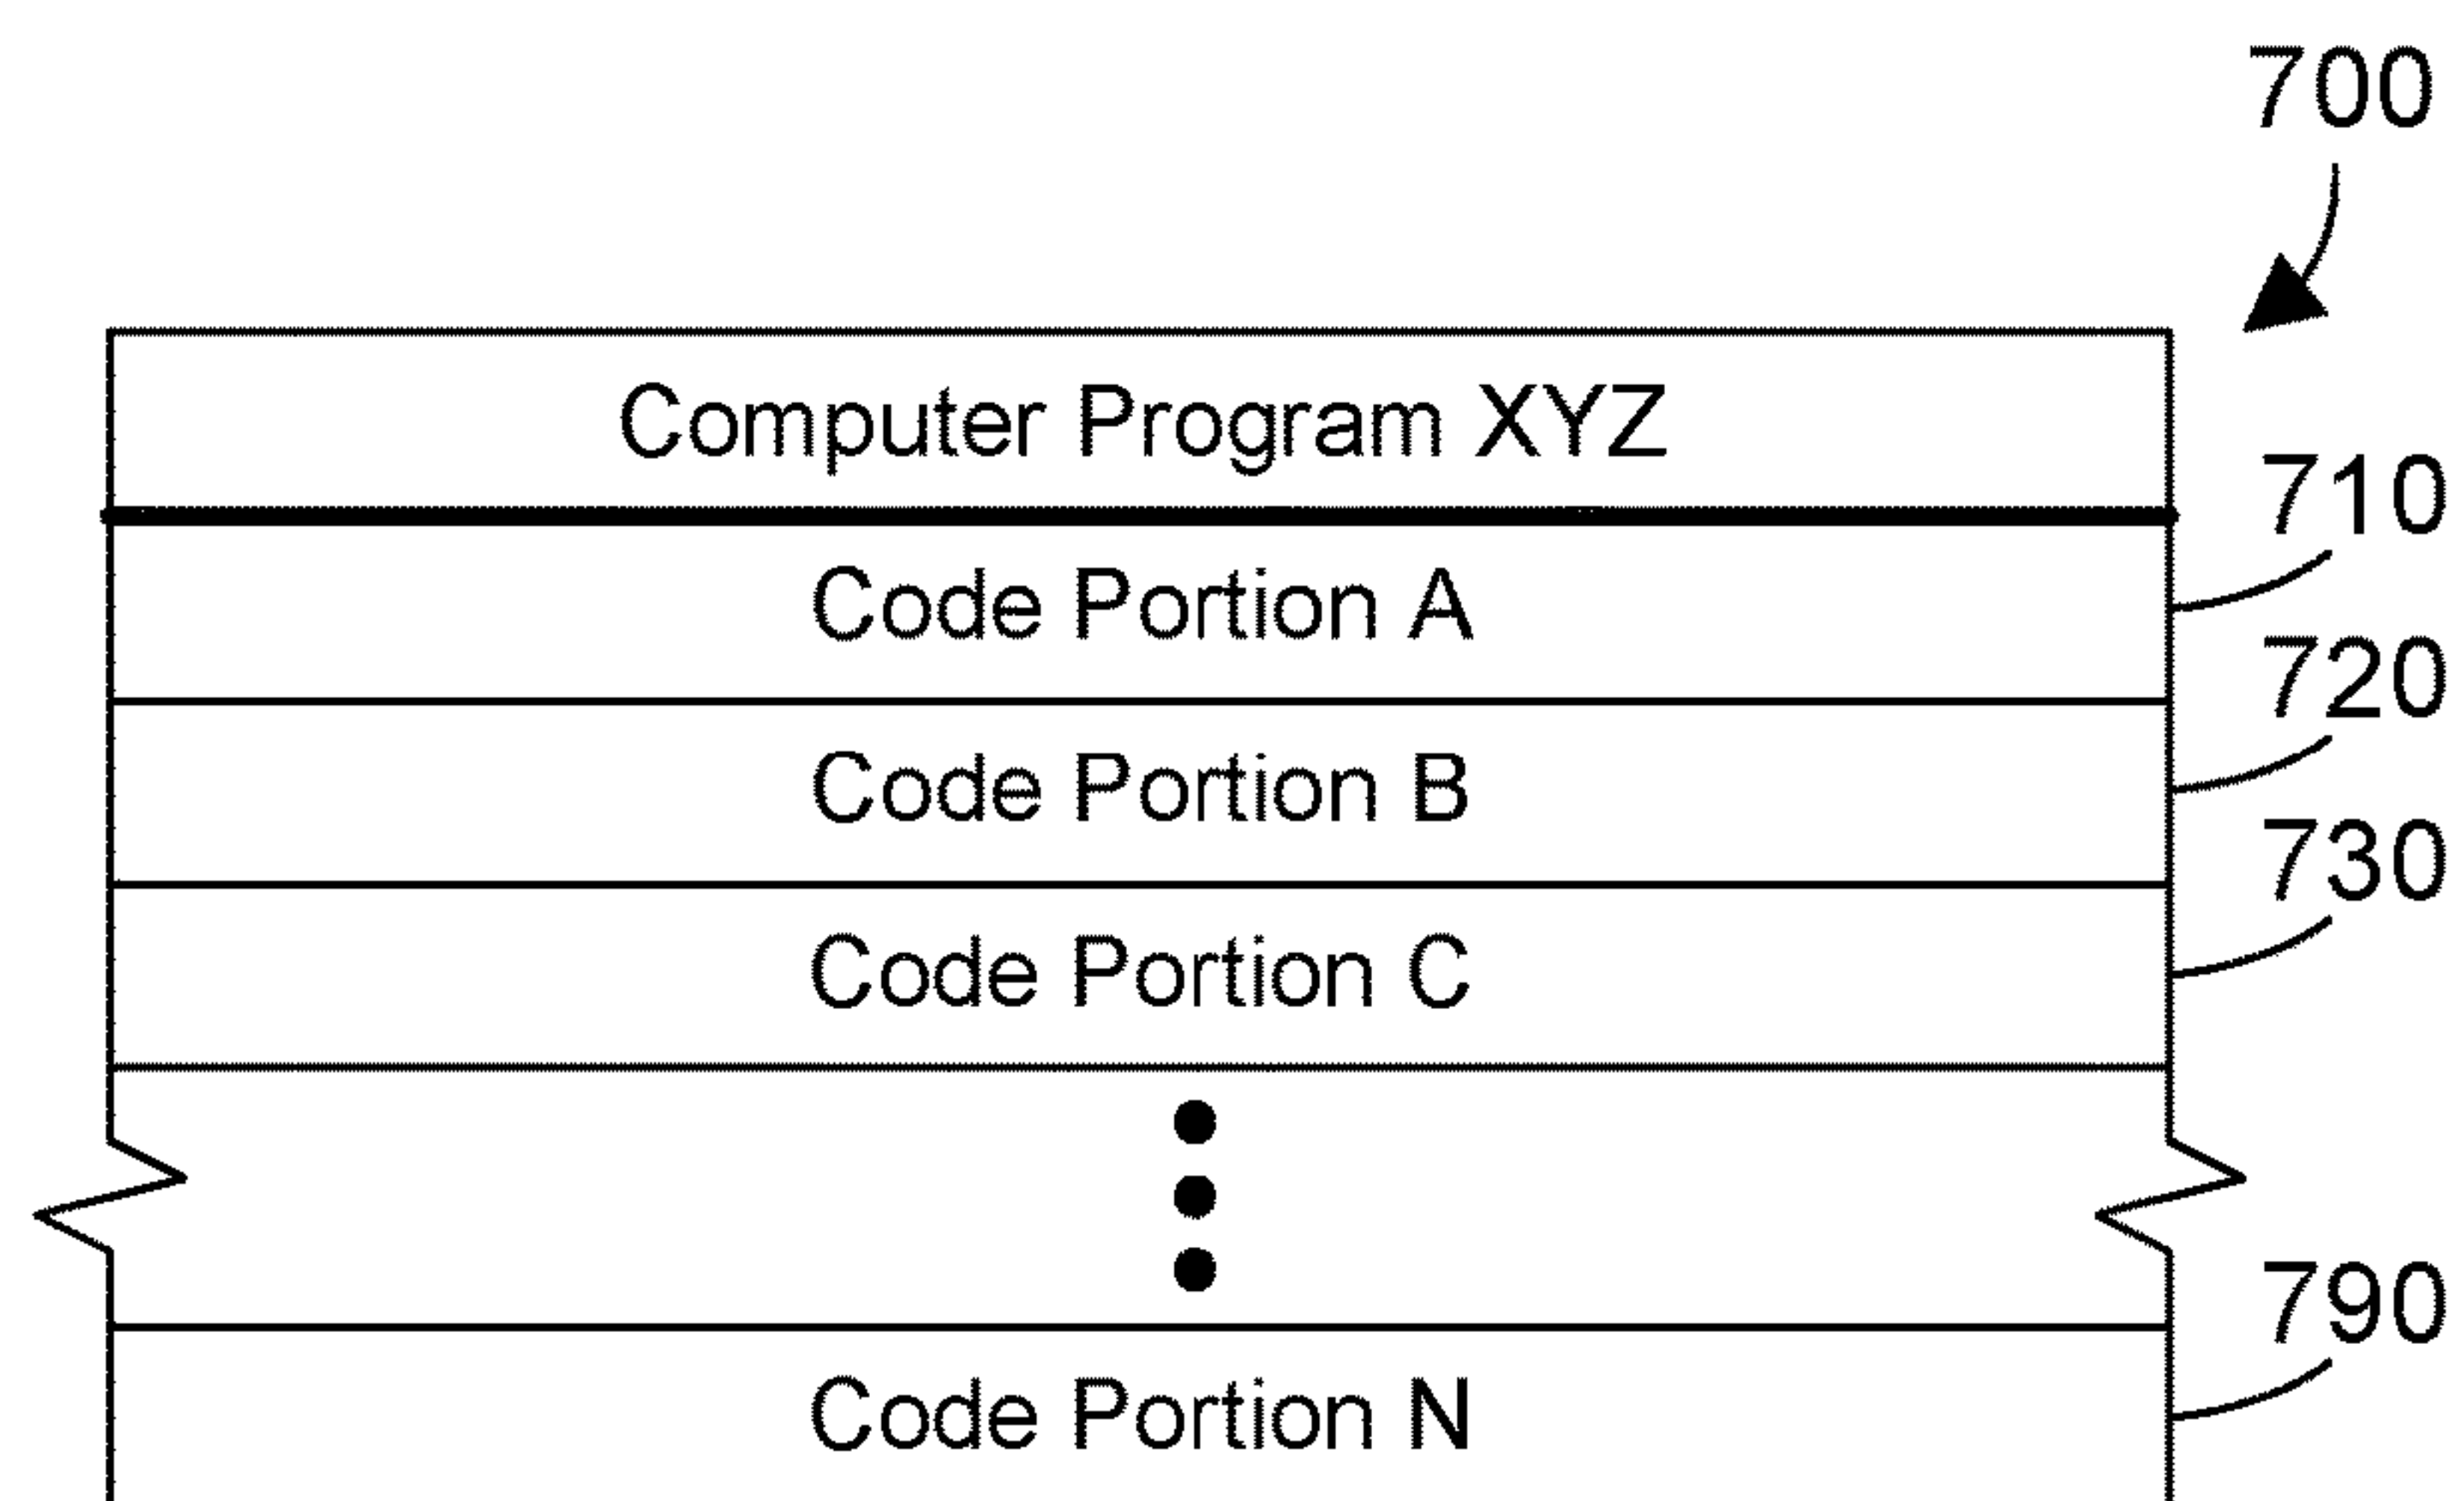 700
Computer Program XYZ
710
Code Portion A
720
Code Portion B
730
Code Portion C
790
Code Portion N